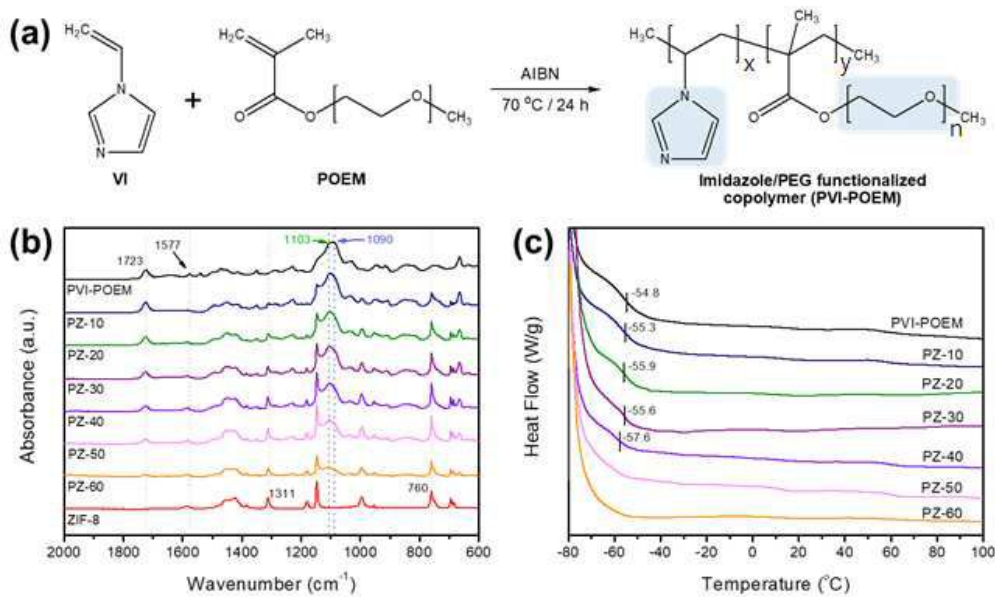 (a)
H₂C
N
N
VI
+
H₂C
CH₃
O
O
O
CH₃
POEM
AIBN
70 °C / 24 h
H₃C
x
CH₃
y
CH₃
N
N
O
O
O
n
CH₃
Imidazole/PEG functionalized
copolymer (PVI-POEM)
(b)
1103
1090
1723
1577
PVI-POEM
PZ-10
PZ-20
PZ-30
PZ-40
PZ-50
PZ-60
1311
760
ZIF-8
Absorbance (a.u.)
2000 1800 1600 1400 1200 1000 800 600
Wavenumber (cm⁻¹)
(c)
-54.8
PVI-POEM
-55.3
PZ-10
-55.9
PZ-20
-55.6
PZ-30
-57.6
PZ-40
PZ-50
PZ-60
Heat Flow (W/g)
-80 -60 -40 -20 0 20 40 60 80 100
Temperature (°C)